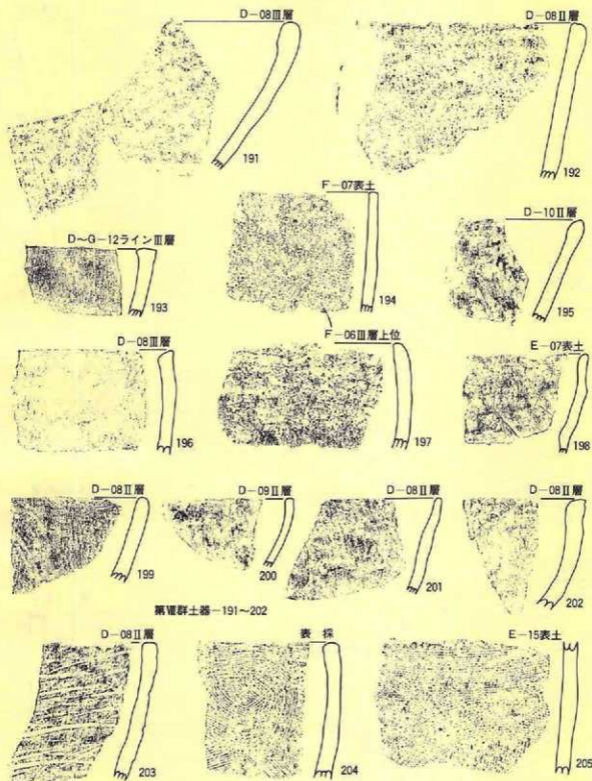 D-08Ⅲ層
D-08Ⅱ層
191
192
F-07表土
D~G-12ラインⅢ層
D-10Ⅱ層
193
194
195
D-08Ⅲ層
F-06Ⅲ層上位
E-07表土
196
197
198
D-08Ⅱ層
D-09Ⅱ層
D-08Ⅱ層
D-08Ⅱ層
199
200
201
202
第Ⅷ群土器-191~202
D-08Ⅱ層
表採
E-15表土
203
204
205